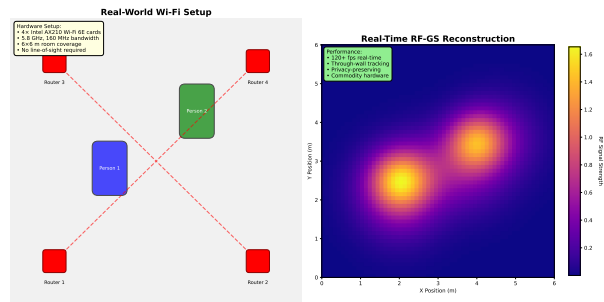 Real-World Wi-Fi Setup
Hardware Setup:
• 4× Intel AX210 Wi-Fi 6E cards
• 5.8 GHz, 160 MHz bandwidth
• 6×6 m room coverage
• No line-of-sight required
Router 3
Router 4
Person 2
Person 1
Router 1
Router 2
Real-Time RF-GS Reconstruction
Performance:
• 120+ fps real-time
• Through-wall tracking
• Privacy-preserving
• Commodity hardware
6
5
4
3
2
1
0
Y Position (m)
0 1 2 3 4 5 6
X Position (m)
1.6
1.4
1.2
1.0
0.8
0.6
0.4
0.2
RF Signal Strength